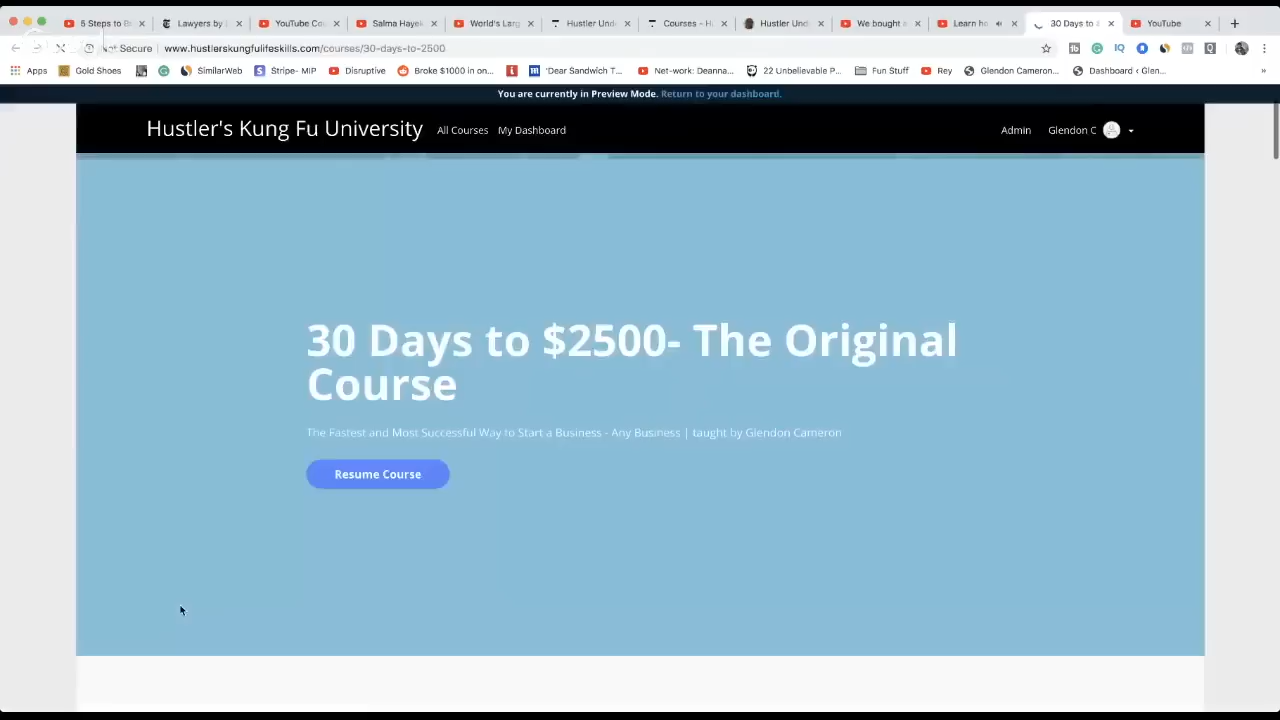 5 Steps to B
Lawyers by
YouTube Cou
Salma Hayek
World's Larg
Hustler Und
Courses - H
Hustler Und
We bought a
Learn ho
30 Days to
YouTube
Secure
www.hustlerskungfulifeskills.com/courses/30-days-to-2500
Apps
Gold Shoes
SimilarWeb
Stripe- MIP
Disruptive
Broke $1000 in on...
'Dear Sandwich T...
Net-work: Deanna...
22 Unbelievable P...
Fun Stuff
Rey
Glendon Cameron...
Dashboard ‹ Glen...
You are currently in Preview Mode. Return to your dashboard.
Hustler's Kung Fu University
All Courses
My Dashboard
Admin
Glendon C
30 Days to $2500- The Original
Course
The Fastest and Most Successful Way to Start a Business - Any Business | taught by Glendon Cameron
Resume Course